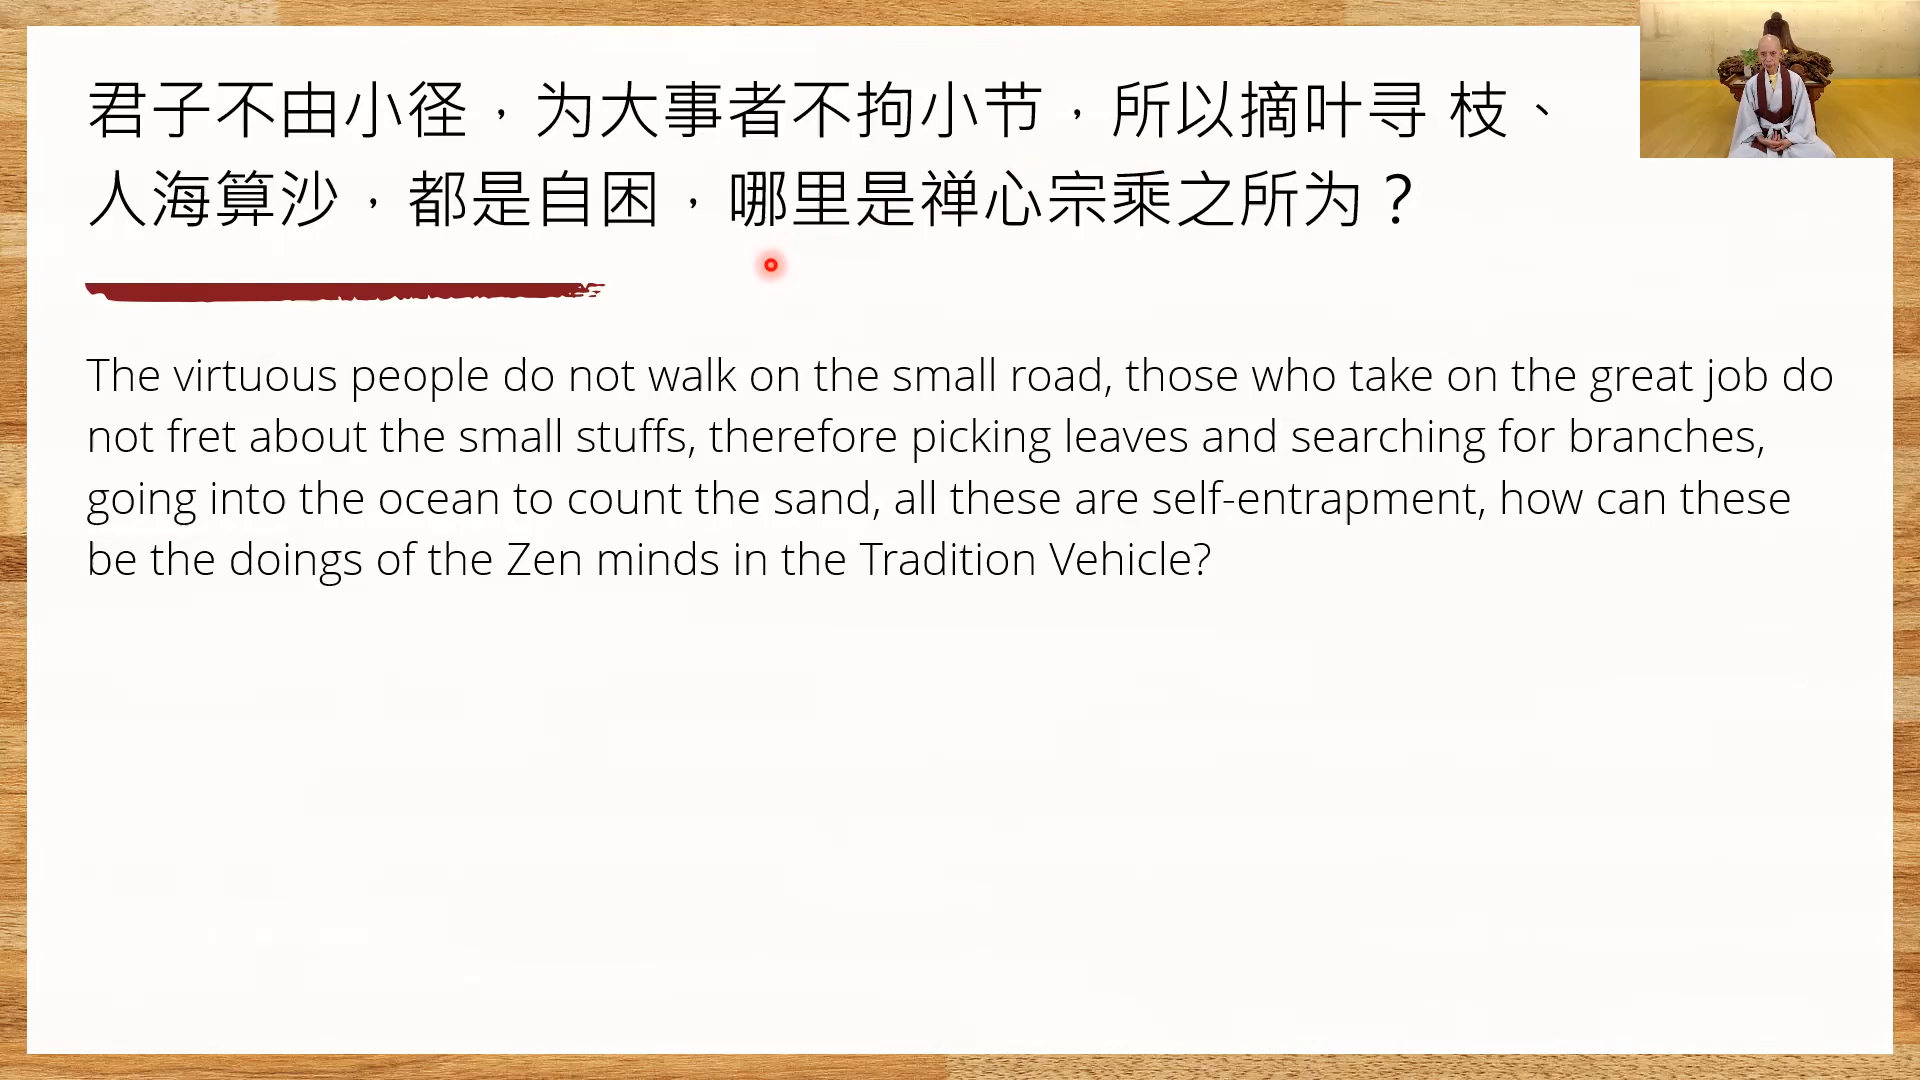 君子不由小径，为大事者不拘小节，所以摘叶寻 枝、
人海算沙，都是自困，哪里是禅心宗乘之所为？
The virtuous people do not walk on the small road, those who take on the great job do
not fret about the small stuffs, therefore picking leaves and searching for branches,
going into the ocean to count the sand, all these are self-entrapment, how can these
be the doings of the Zen minds in the Tradition Vehicle?